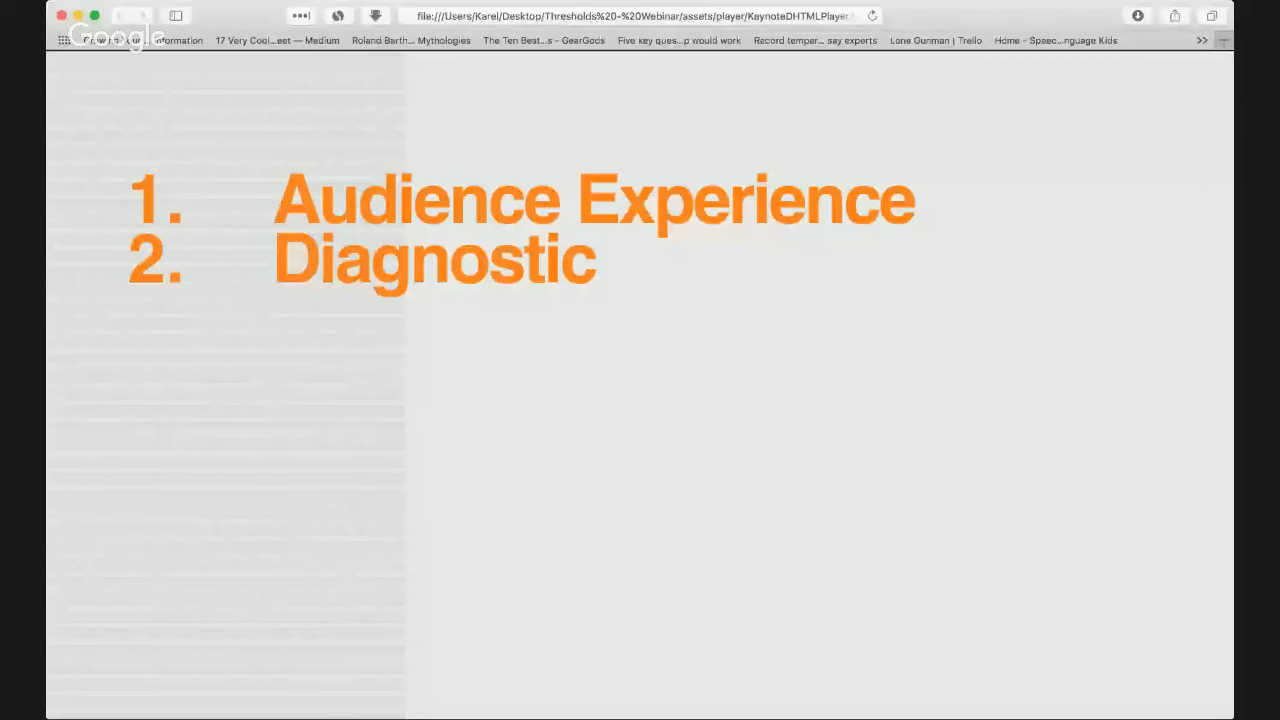 file:///Users/Karel/Desktop/Thresholds%20-%20Webinar/assets/player/KeynoteDHTMLPlayer.
Google
17 Very Cool...eet — Medium
Roland Barth... Mythologies
The Ten Best...s – GearGods
Five key ques...p would work
Record temper... say experts
Lone Gunman | Trello
Home - Speec...nguage Kids
>>
1. Audience Experience
2. Diagnostic